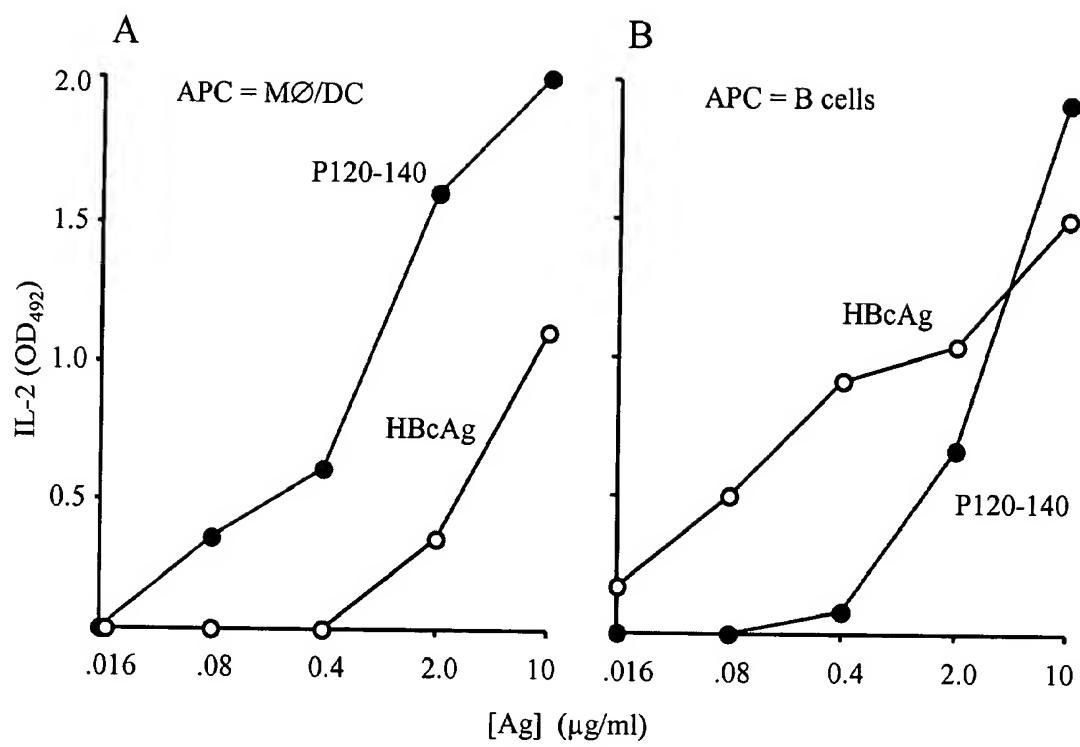 A
B
APC = MØ/DC
APC = B cells
P120-140
HBcAg
HBcAg
P120-140
IL-2 (OD492)
2.0
1.5
1.0
0.5
.016 .08 0.4 2.0 10
.016 .08 0.4 2.0 10
[Ag] (µg/ml)